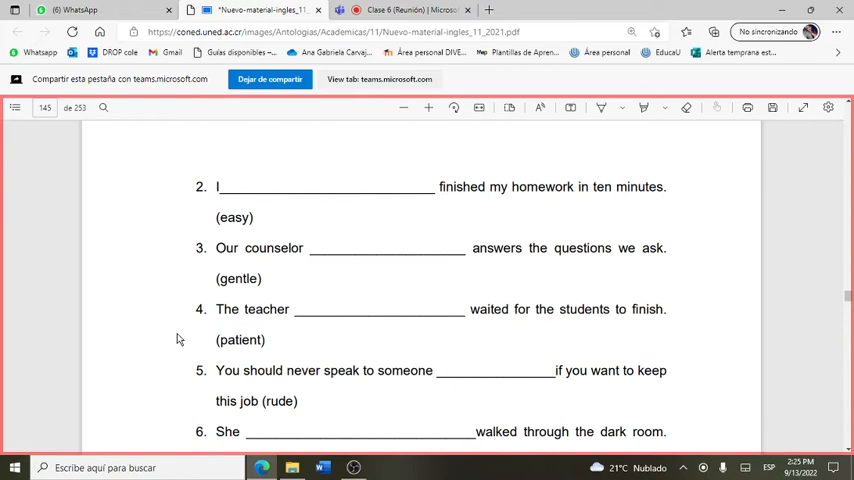 (6) WhatsApp
*Nuevo-material-ingles_11_
Clase 6 (Reunión) | Microsof
https://coned.uned.ac.cr/images/Antologias/Academicas/11/Nuevo-material-ingles_11_2021.pdf
No sincronizando
Whatsapp DROP cole Gmail Guías disponibles –... Ana Gabriela Carvaj... Área personal DIVE... Plantillas de Apren... Área personal EducaU Alerta temprana est...
Compartir esta pestaña con teams.microsoft.com Dejar de compartir View tab: teams.microsoft.com
145 de 253
2. I______________________________ finished my homework in ten minutes.
(easy)
3. Our counselor ______________________ answers the questions we ask.
(gentle)
4. The teacher ________________________ waited for the students to finish.
(patient)
5. You should never speak to someone ________________if you want to keep
this job (rude)
6. She ________________________________walked through the dark room.
Escribe aquí para buscar
21°C Nublado
ESP
2:25 PM
9/13/2022